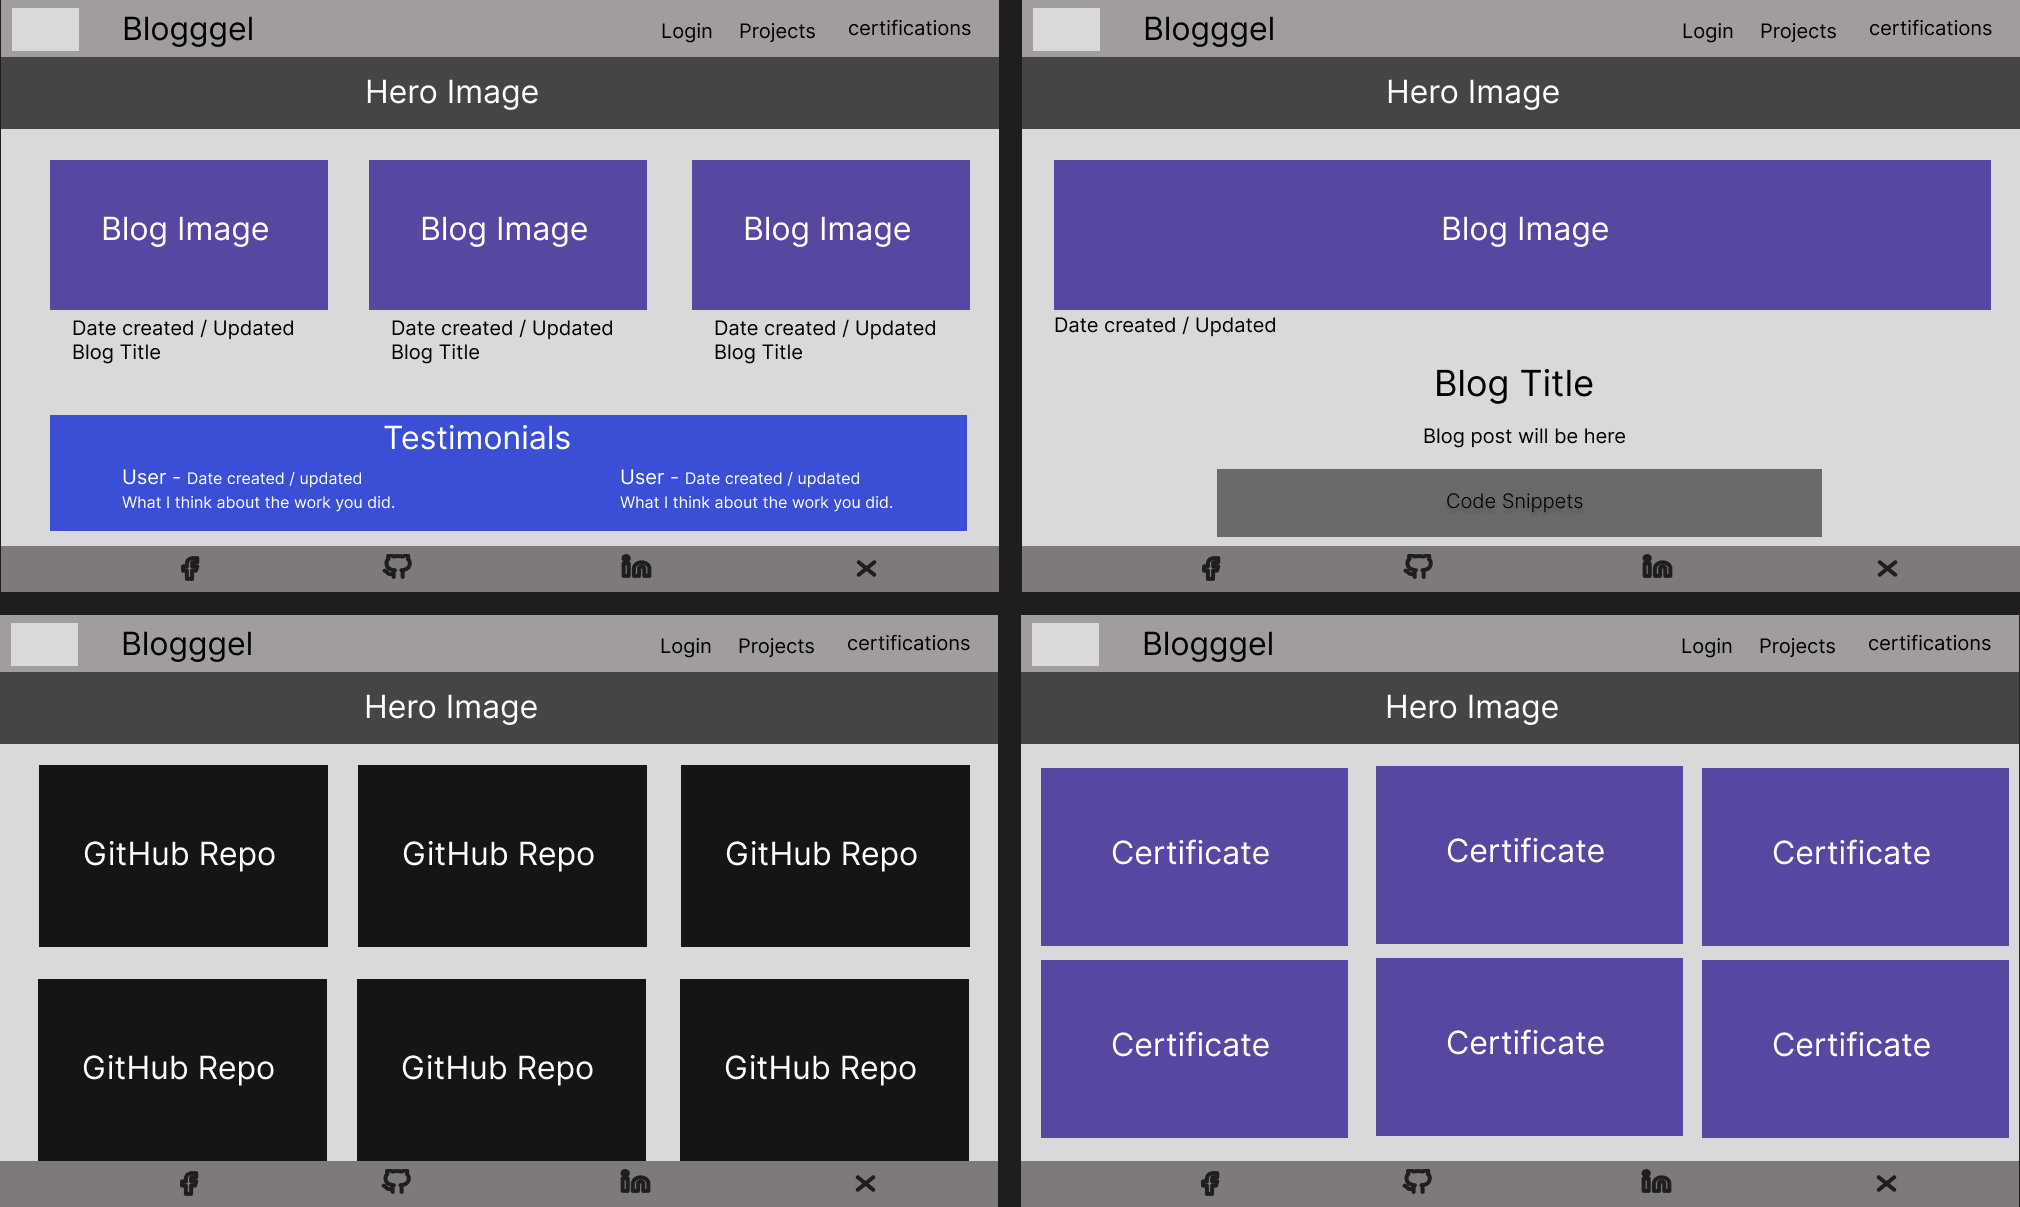 Blogggel
Login Projects certifications
Hero Image
Blog Image Blog Image Blog Image
Date created / Updated Date created / Updated Date created / Updated
Blog Title Blog Title Blog Title
Testimonials
User - Date created / updated User - Date created / updated
What I think about the work you did. What I think about the work you did.
Blogggel
Login Projects certifications
Hero Image
Blog Image
Date created / Updated
Blog Title
Blog post will be here
Code Snippets
Blogggel
Login Projects certifications
Hero Image
GitHub Repo GitHub Repo GitHub Repo
GitHub Repo GitHub Repo GitHub Repo
Blogggel
Login Projects certifications
Hero Image
Certificate Certificate Certificate
Certificate Certificate Certificate